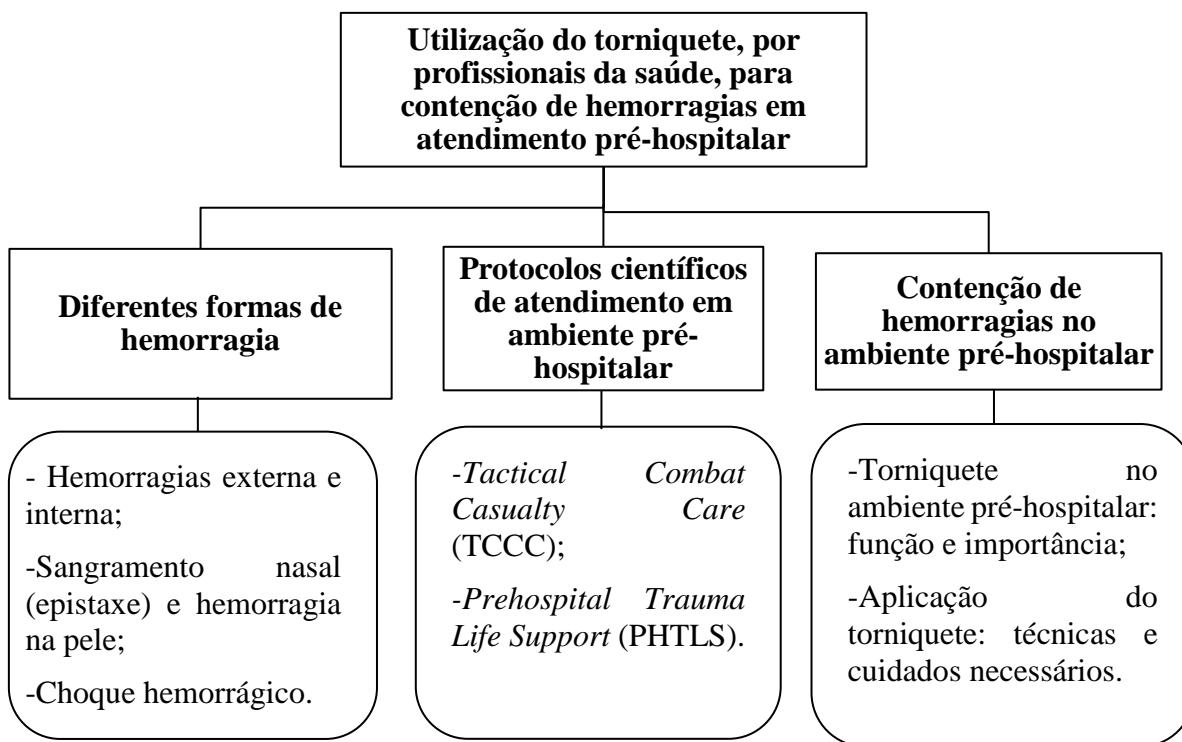 Utilização do torniquete, por
profissionais da saúde, para
contenção de hemorragias em
atendimento pré-hospitalar
Diferentes formas de
hemorragia
Protocolos científicos
de atendimento em
ambiente pré-
hospitalar
Contenção de
hemorragias no
ambiente pré-hospitalar
- Hemorragias externa e
interna;
-Sangramento nasal
(epistaxe) e hemorragia
na pele;
-Choque hemorrágico.
-Tactical Combat
Casualty Care
(TCCC);
-Prehospital Trauma
Life Support (PHTLS).
-Torniquete no
ambiente pré-hospitalar:
função e importância;
-Aplicação do
torniquete: técnicas e
cuidados necessários.